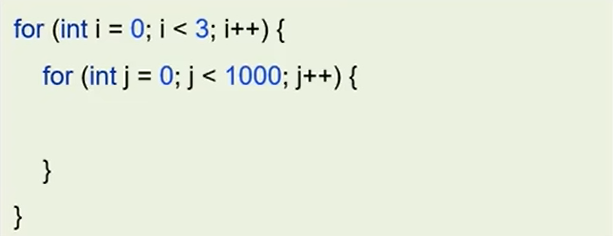 for (int i = 0; i < 3; i++) {
for (int j = 0; j < 1000; j++) {
}
}